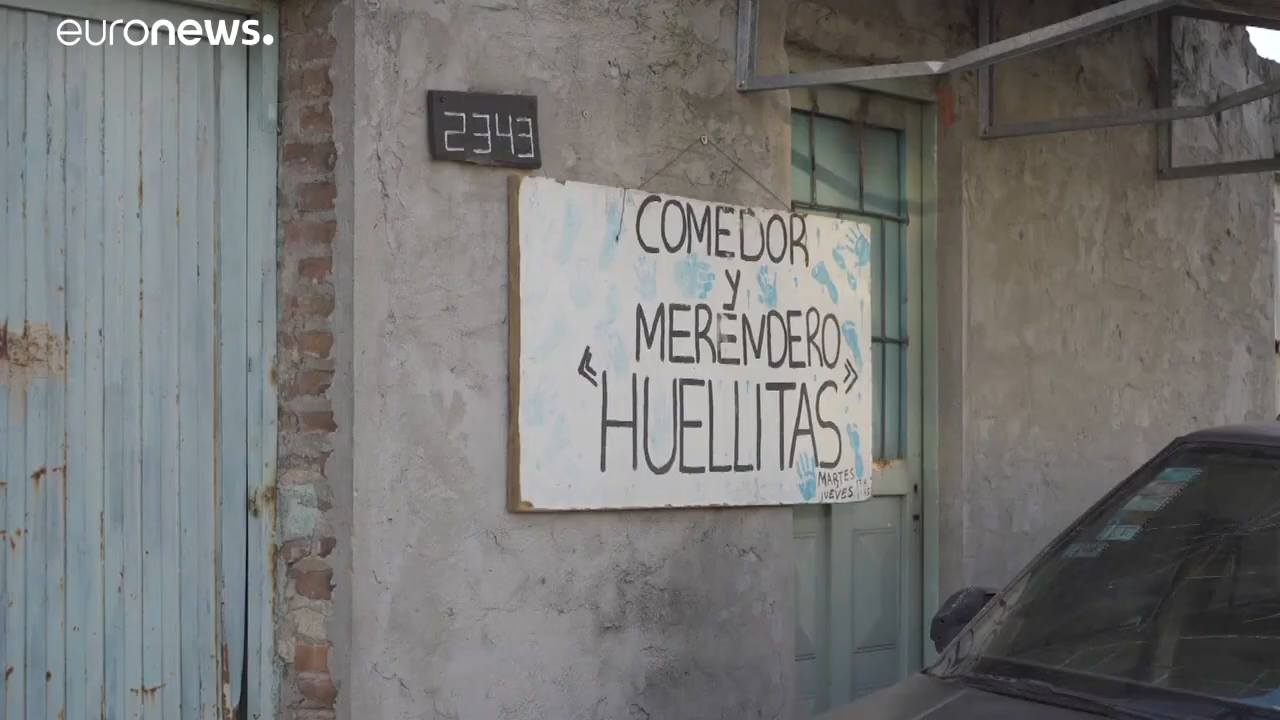 euronews.
2343
COMEDOR
y
MERENDERO
«HUELLITAS»
MARTES
JUEVES